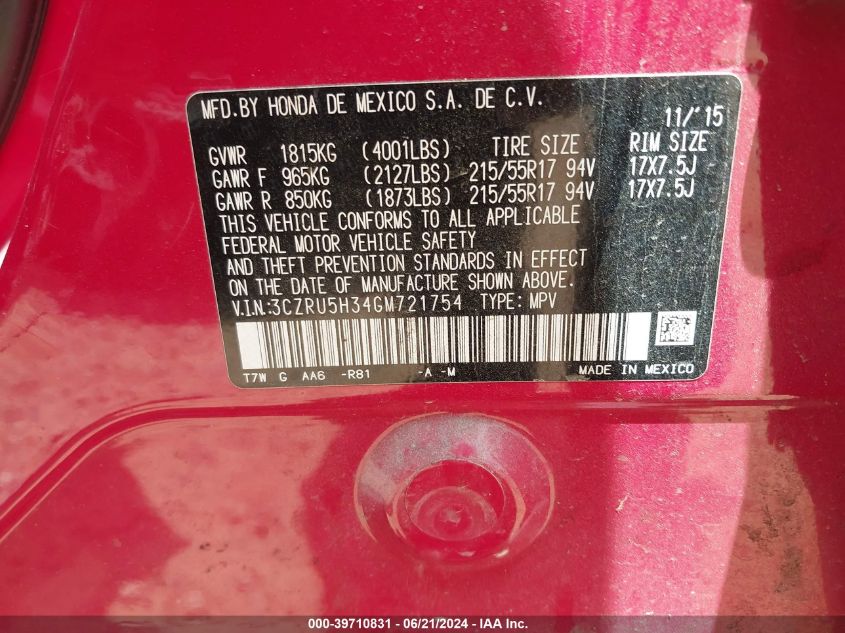 MFD.BY HONDA DE MEXICO S.A. DE C.V.
11/'15
GVWR 1815KG (4001LBS) TIRE SIZE RIM SIZE
GAWR F 965KG (2127LBS) 215/55R17 94V 17X7.5J
GAWR R 850KG (1873LBS) 215/55R17 94V 17X7.5J
THIS VEHICLE CONFORMS TO ALL APPLICABLE
FEDERAL MOTOR VEHICLE SAFETY
AND THEFT PREVENTION STANDARDS IN EFFECT
ON THE DATE OF MANUFACTURE SHOWN ABOVE.
V.I.N:3CZRU5H34GM721754 TYPE: MPV
T7W G AA6 -R81 -A -M MADE IN MEXICO
000-39710831 - 06/21/2024 - IAA Inc.